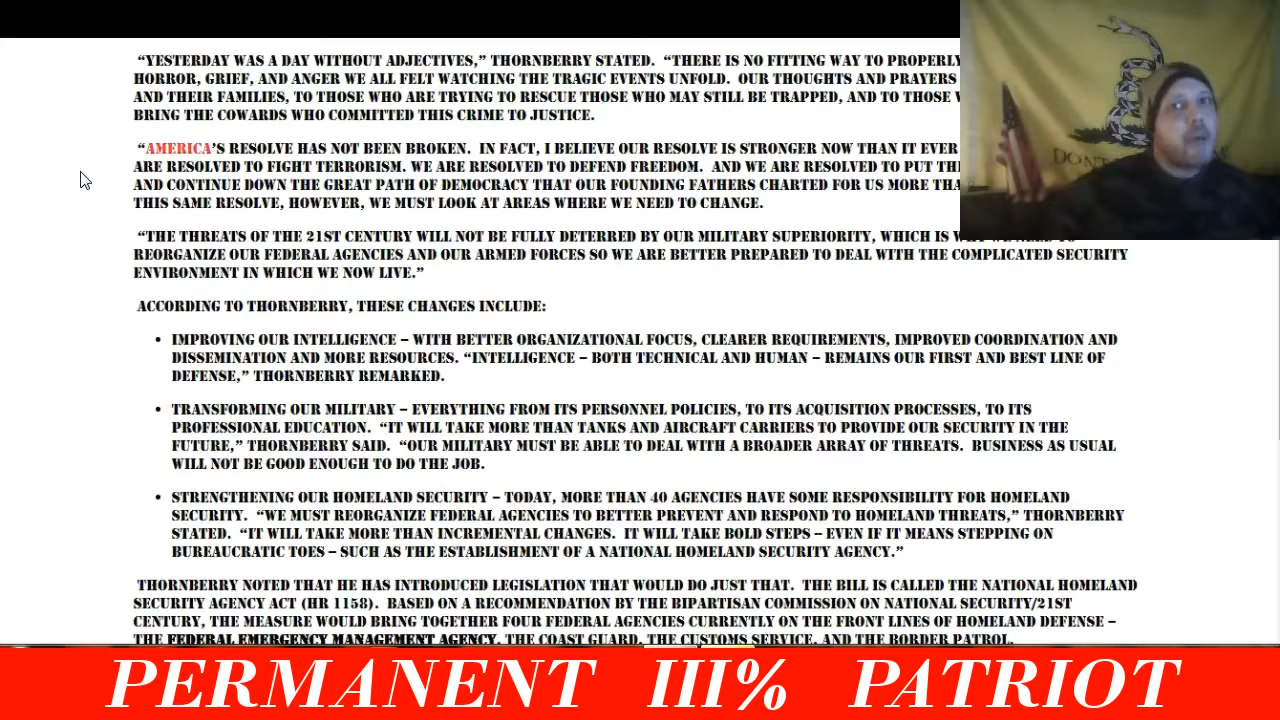 “YESTERDAY WAS A DAY WITHOUT ADJECTIVES,” THORNBERRY STATED. “THERE IS NO FITTING WAY TO PROPERLY
HORROR, GRIEF, AND ANGER WE ALL FELT WATCHING THE TRAGIC EVENTS UNFOLD. OUR THOUGHTS AND PRAYERS
AND THEIR FAMILIES, TO THOSE WHO ARE TRYING TO RESCUE THOSE WHO MAY STILL BE TRAPPED, AND TO THOSE
BRING THE COWARDS WHO COMMITTED THIS CRIME TO JUSTICE.
“AMERICA’S RESOLVE HAS NOT BEEN BROKEN. IN FACT, I BELIEVE OUR RESOLVE IS STRONGER NOW THAN IT EVER
ARE RESOLVED TO FIGHT TERRORISM. WE ARE RESOLVED TO DEFEND FREEDOM. AND WE ARE RESOLVED TO PUT
AND CONTINUE DOWN THE GREAT PATH OF DEMOCRACY THAT OUR FOUNDING FATHERS CHARTED FOR US MORE
THIS SAME RESOLVE, HOWEVER, WE MUST LOOK AT AREAS WHERE WE NEED TO CHANGE.
“THE THREATS OF THE 21ST CENTURY WILL NOT BE FULLY DETERRED BY OUR MILITARY SUPERIORITY, WHICH IS WHY WE NEED TO
REORGANIZE OUR FEDERAL AGENCIES AND OUR ARMED FORCES SO WE ARE BETTER PREPARED TO DEAL WITH THE COMPLICATED SECURITY
ENVIRONMENT IN WHICH WE NOW LIVE.”
ACCORDING TO THORNBERRY, THESE CHANGES INCLUDE:
• IMPROVING OUR INTELLIGENCE – WITH BETTER ORGANIZATIONAL FOCUS, CLEARER REQUIREMENTS, IMPROVED COORDINATION AND
DISSEMINATION AND MORE RESOURCES. “INTELLIGENCE – BOTH TECHNICAL AND HUMAN – REMAINS OUR FIRST AND BEST LINE OF
DEFENSE,” THORNBERRY REMARKED.
• TRANSFORMING OUR MILITARY – EVERYTHING FROM ITS PERSONNEL POLICIES, TO ITS ACQUISITION PROCESSES, TO ITS
PROFESSIONAL EDUCATION. “IT WILL TAKE MORE THAN TANKS AND AIRCRAFT CARRIERS TO PROVIDE OUR SECURITY IN THE
FUTURE,” THORNBERRY SAID. “OUR MILITARY MUST BE ABLE TO DEAL WITH A BROADER ARRAY OF THREATS. BUSINESS AS USUAL
WILL NOT BE GOOD ENOUGH TO DO THE JOB.
• STRENGTHENING OUR HOMELAND SECURITY – TODAY, MORE THAN 40 AGENCIES HAVE SOME RESPONSIBILITY FOR HOMELAND
SECURITY. “WE MUST REORGANIZE FEDERAL AGENCIES TO BETTER PREVENT AND RESPOND TO HOMELAND THREATS,” THORNBERRY
STATED. “IT WILL TAKE MORE THAN INCREMENTAL CHANGES. IT WILL TAKE BOLD STEPS – EVEN IF IT MEANS STEPPING ON
BUREAUCRATIC TOES – SUCH AS THE ESTABLISHMENT OF A NATIONAL HOMELAND SECURITY AGENCY.”
THORNBERRY NOTED THAT HE HAS INTRODUCED LEGISLATION THAT WOULD DO JUST THAT. THE BILL IS CALLED THE NATIONAL HOMELAND
SECURITY AGENCY ACT (HR 1158). BASED ON A RECOMMENDATION BY THE BIPARTISAN COMMISSION ON NATIONAL SECURITY/21ST
CENTURY, THE MEASURE WOULD BRING TOGETHER FOUR FEDERAL AGENCIES CURRENTLY ON THE FRONT LINES OF HOMELAND DEFENSE –
THE FEDERAL EMERGENCY MANAGEMENT AGENCY, THE COAST GUARD, THE CUSTOMS SERVICE, AND THE BORDER PATROL.
DON'T
PERMANENT III% PATRIOT